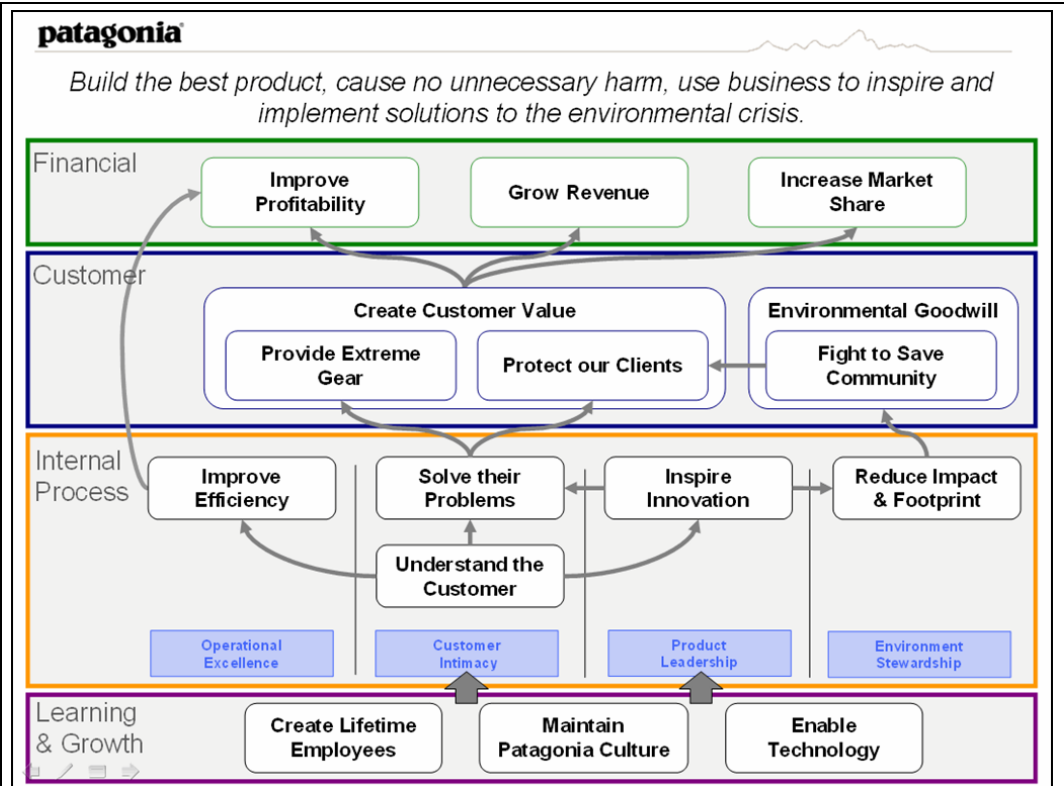 patagonia®
Build the best product, cause no unnecessary harm, use business to inspire and
implement solutions to the environmental crisis.
Financial
Improve
Profitability
Grow Revenue
Increase Market
Share
Customer
Create Customer Value
Provide Extreme
Gear
Protect our Clients
Environmental Goodwill
Fight to Save
Community
Internal
Process
Improve
Efficiency
Solve their
Problems
Inspire
Innovation
Reduce Impact
& Footprint
Understand the
Customer
Operational
Excellence
Customer
Intimacy
Product
Leadership
Environment
Stewardship
Learning
& Growth
Create Lifetime
Employees
Maintain
Patagonia Culture
Enable
Technology